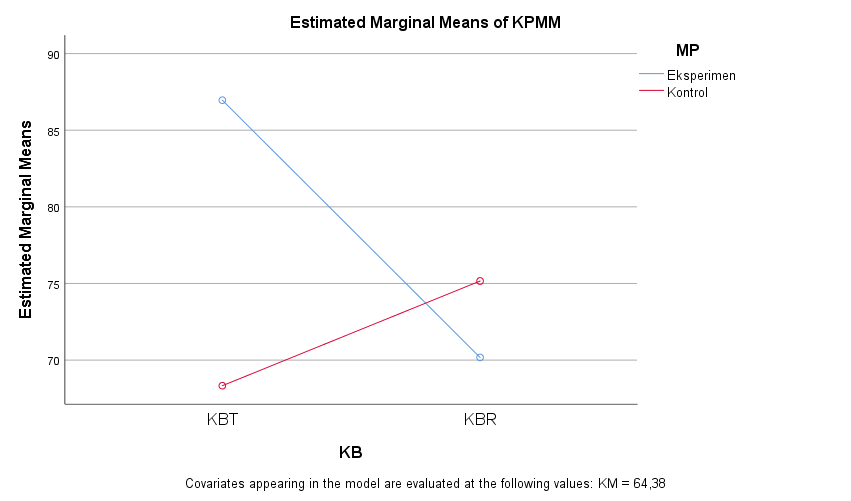 Estimated Marginal Means of KPMM
MP
Eksperimen
Kontrol
Estimated Marginal Means
90
85
80
75
70
KBT
KBR
KB
Covariates appearing in the model are evaluated at the following values: KM = 64,38